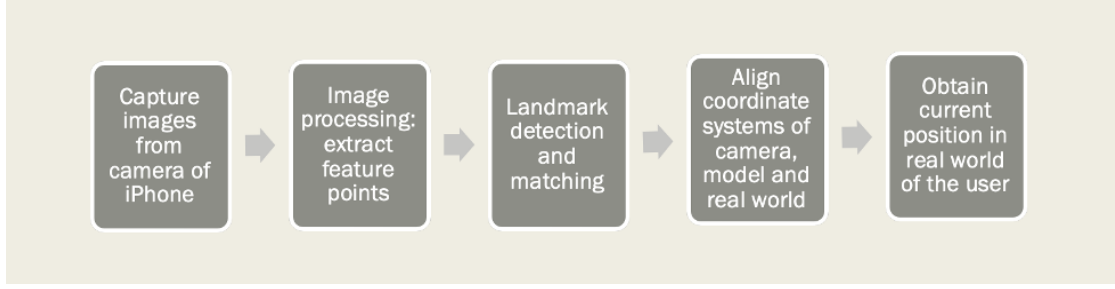 Capture
images
from
camera of
iPhone
Image
processing:
extract
feature
points
Landmark
detection
and
matching
Align
coordinate
systems of
camera,
model and
real world
Obtain
current
position in
real world
of the user